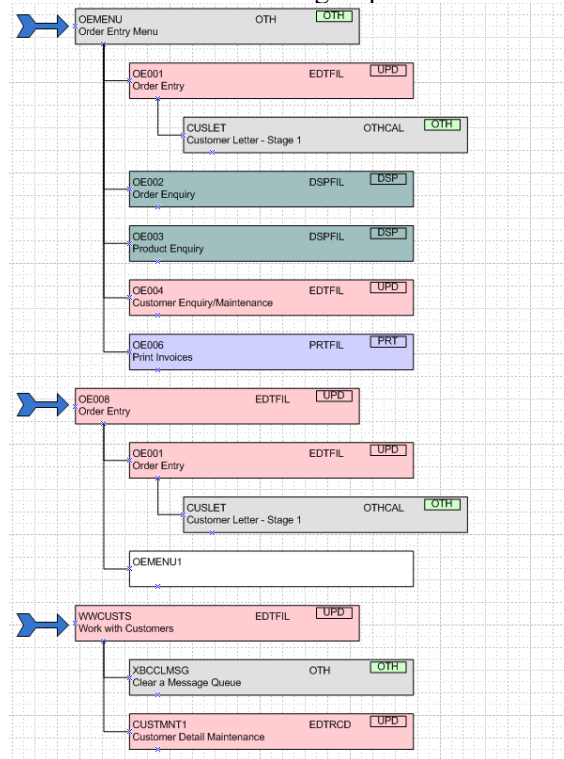 OEMENU OTH OTH
Order Entry Menu
OE001 EDTFIL UPD
Order Entry
CUSLET OTHCAL OTH
Customer Letter - Stage 1
OE002 DSPFIL DSP
Order Enquiry
OE003 DSPFIL DSP
Product Enquiry
OE004 EDTFIL UPD
Customer Enquiry/Maintenance
OE006 PRTFIL PRT
Print Invoices
OE008 EDTFIL UPD
Order Entry
OE001 EDTFIL UPD
Order Entry
CUSLET OTHCAL OTH
Customer Letter - Stage 1
OEMENU1
WWCUSTS EDTFIL UPD
Work with Customers
XBCCLMSG OTH OTH
Clear a Message Queue
CUSTMNT1 EDTRCD UPD
Customer Detail Maintenance